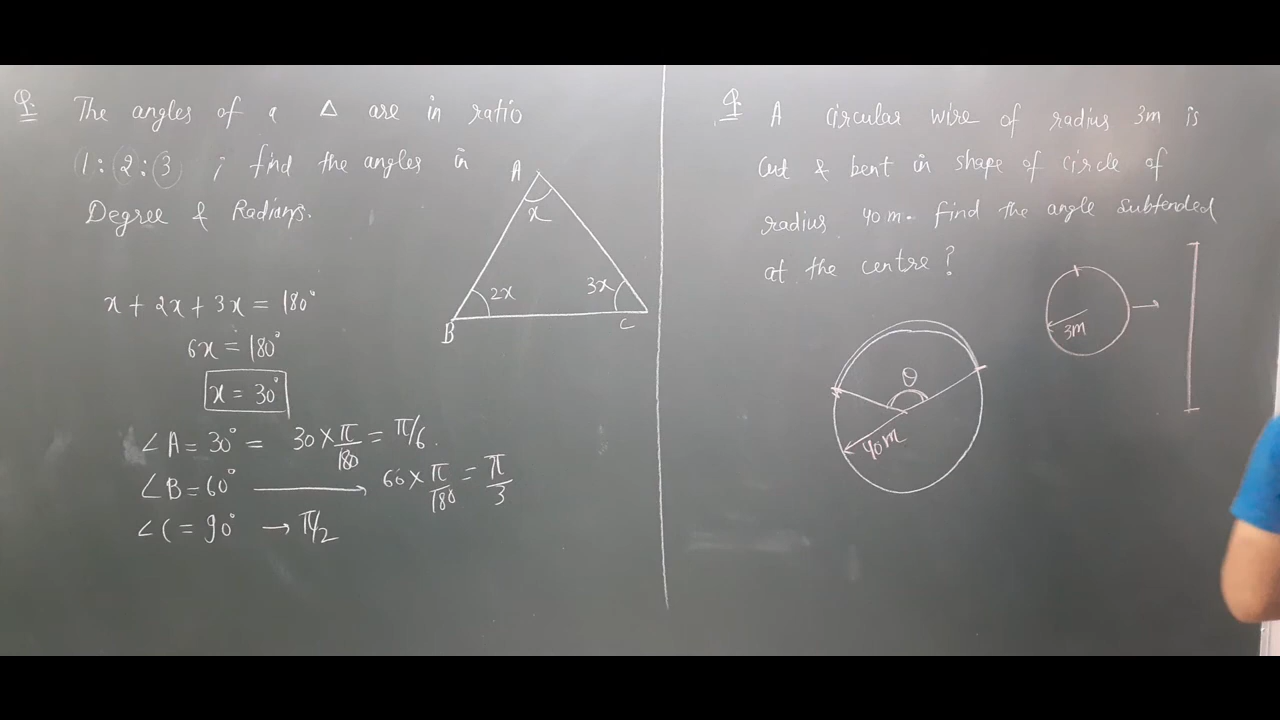 Q. The angles of a Δ are in ratio
1:2:3 ; find the angles in
Degree & Radians.
A
x
2x
3x
B
C
x + 2x + 3x = 180°
6x = 180°
x = 30°
∠A = 30° = 30 × π/180 = π/6.
∠B = 60° → 60 × π/180 = π/3
∠C = 90° → π/2
Q. A circular wire of radius 3m is
cut & bent in shape of circle of
radius 40 m. find the angle subtended
at the centre?
3m
θ
40m